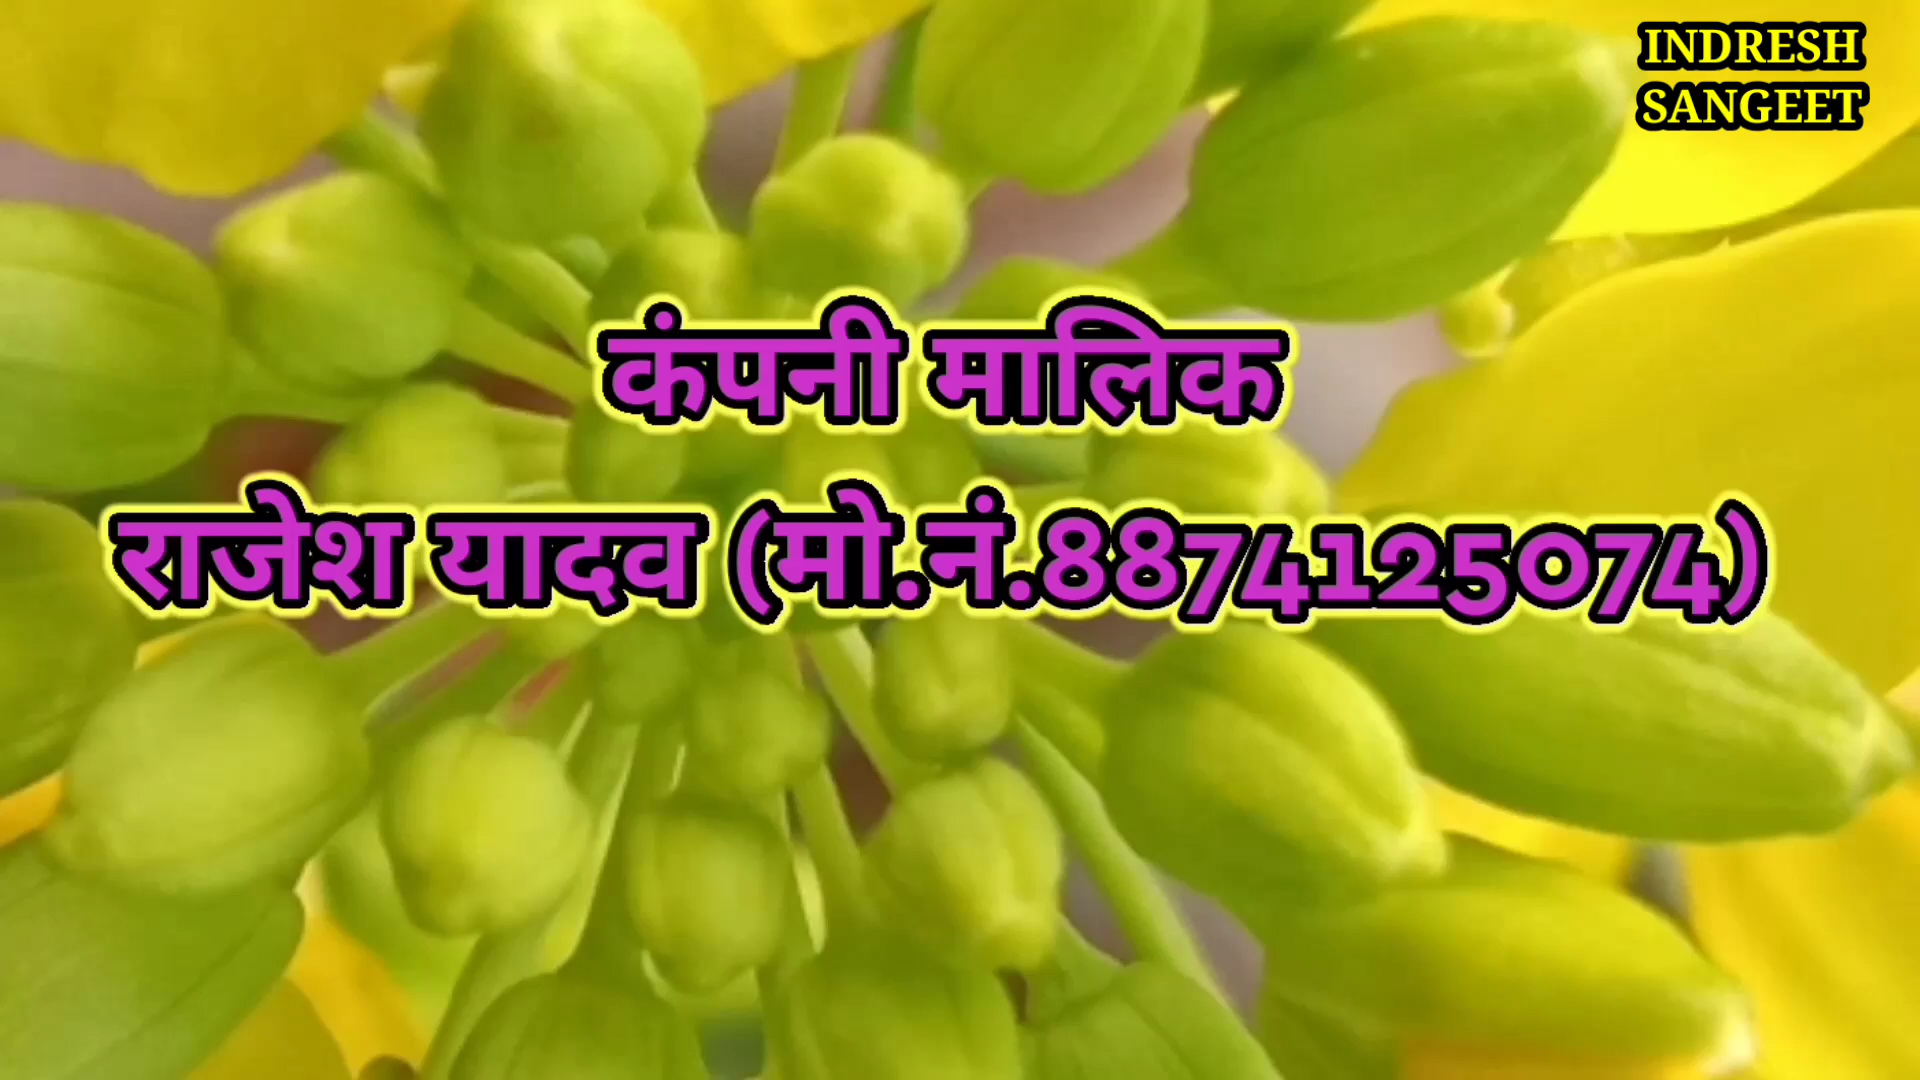 INDRESH
SANGEET
कंपनी मालिक
राजेश यादव (मो.नं.8874125074)